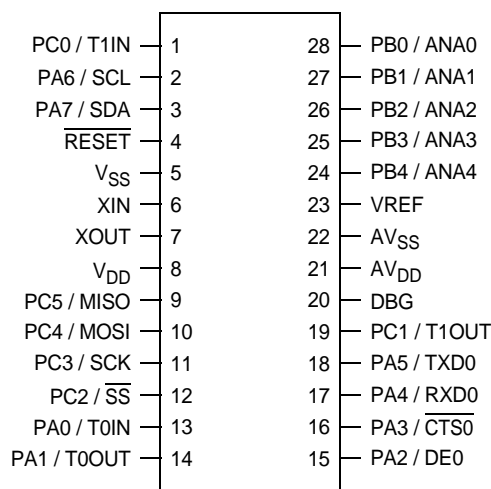 PC0 / T1IN 1 28 PB0 / ANA0
PA6 / SCL 2 27 PB1 / ANA1
PA7 / SDA 3 26 PB2 / ANA2
R̅E̅S̅E̅T̅ 4 25 PB3 / ANA3
VSS 5 24 PB4 / ANA4
XIN 6 23 VREF
XOUT 7 22 AVSS
VDD 8 21 AVDD
PC5 / MISO 9 20 DBG
PC4 / MOSI 10 19 PC1 / T1OUT
PC3 / SCK 11 18 PA5 / TXD0
PC2 / S̅S̅ 12 17 PA4 / RXD0
PA0 / T0IN 13 16 PA3 / C̅T̅S̅0̅
PA1 / T0OUT 14 15 PA2 / DE0